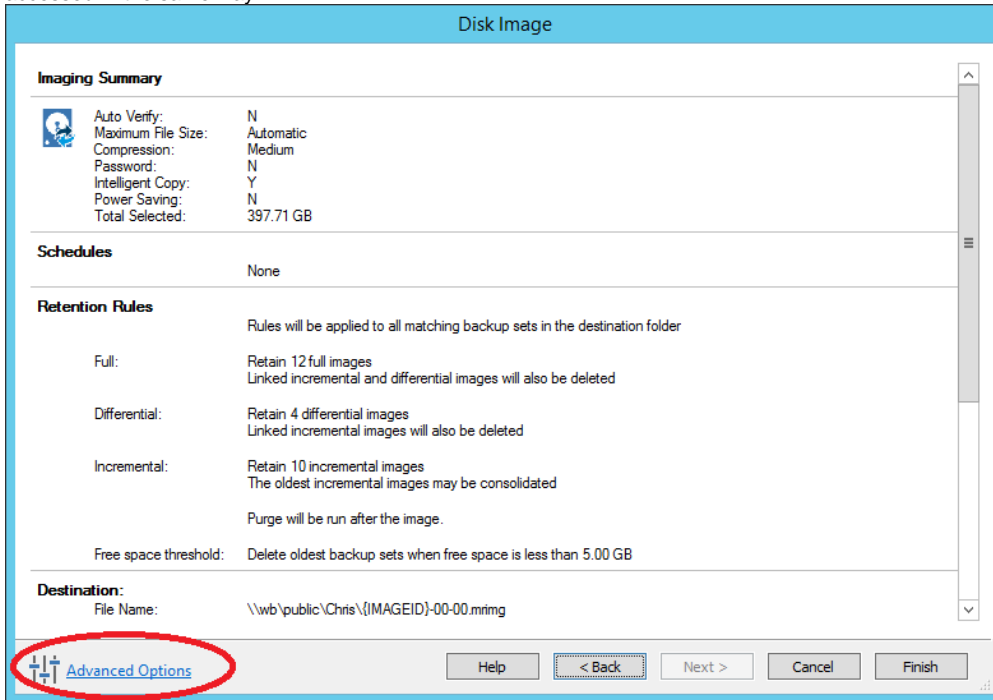 Disk Image
Imaging Summary
Auto Verify: N
Maximum File Size: Automatic
Compression: Medium
Password: N
Intelligent Copy: Y
Power Saving: N
Total Selected: 397.71 GB
Schedules
None
Retention Rules
Rules will be applied to all matching backup sets in the destination folder
Full: Retain 12 full images
Linked incremental and differential images will also be deleted
Differential: Retain 4 differential images
Linked incremental images will also be deleted
Incremental: Retain 10 incremental images
The oldest incremental images may be consolidated
Purge will be run after the image.
Free space threshold: Delete oldest backup sets when free space is less than 5.00 GB
Destination:
File Name: \\wb\public\Chris\{IMAGEID}-00-00.mrimg
Advanced Options Help < Back Next > Cancel Finish